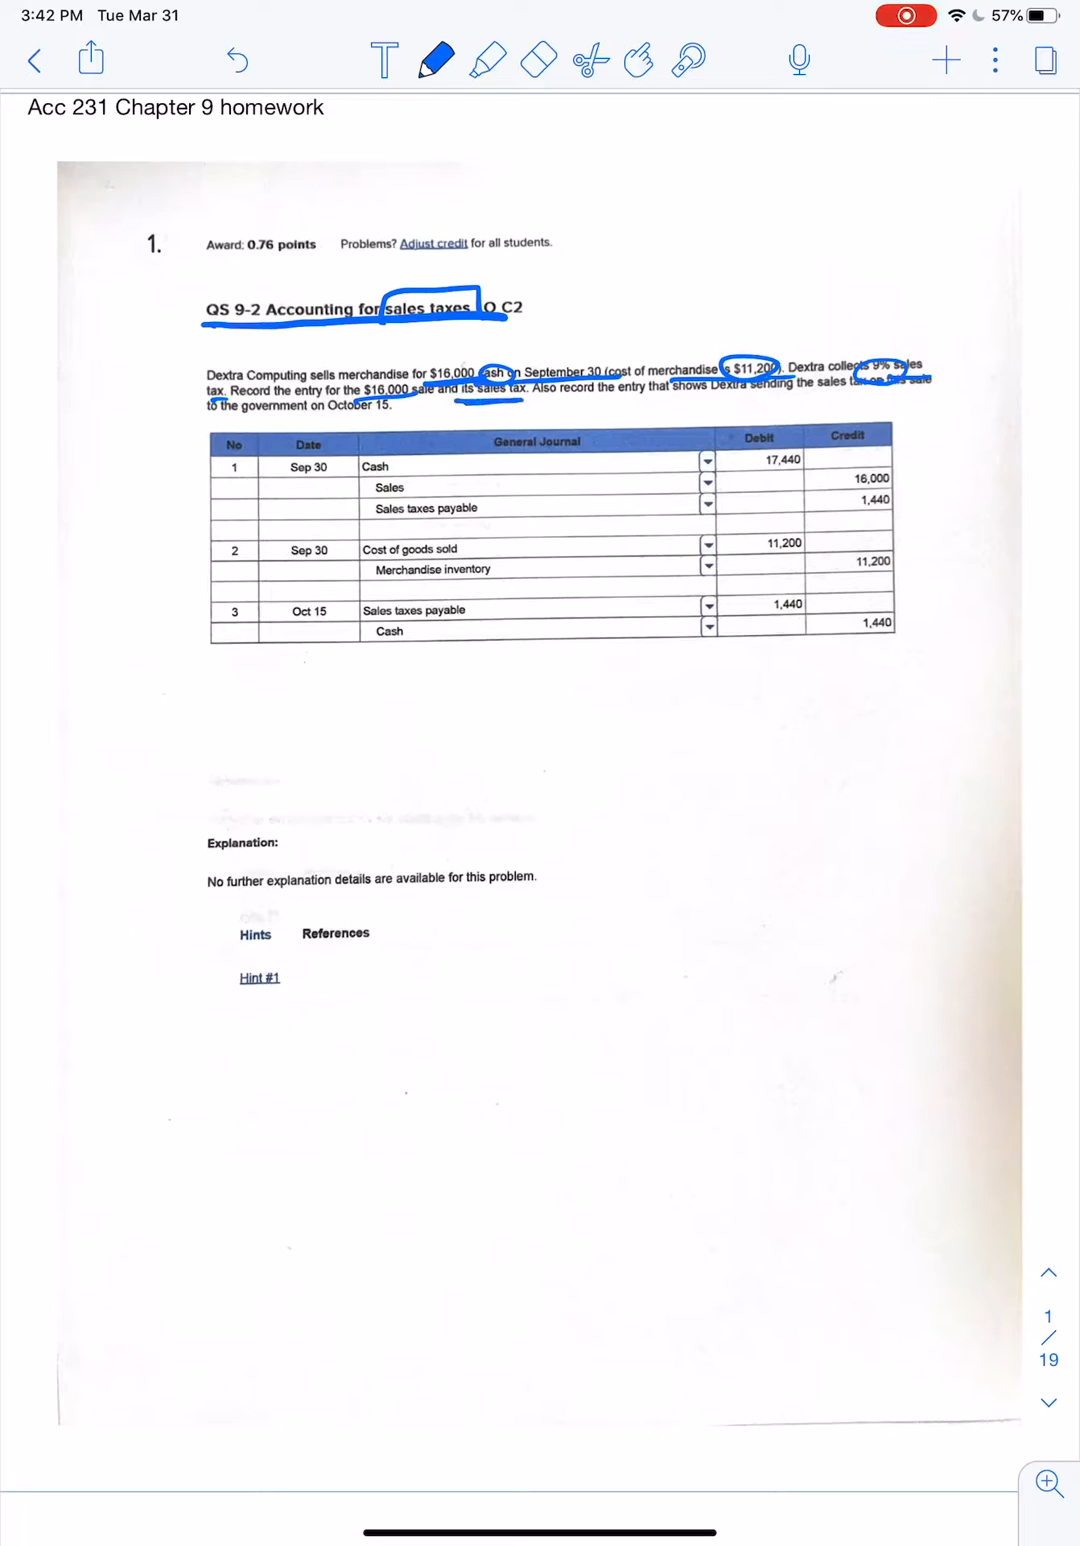 3:42 PM Tue Mar 31
57%
Acc 231 Chapter 9 homework
1.
Award: 0.76 points Problems? Adjust credit for all students.
QS 9-2 Accounting for sales taxes LO C2
Dextra Computing sells merchandise for $16,000 cash on September 30 (cost of merchandise is $11,200). Dextra collects 9% sales
tax. Record the entry for the $16,000 sale and its sales tax. Also record the entry that shows Dextra sending the sales tax on this sale
to the government on October 15.
No Date General Journal Debit Credit
1 Sep 30 Cash 17,440
Sales 16,000
Sales taxes payable 1,440
2 Sep 30 Cost of goods sold 11,200
Merchandise inventory 11,200
3 Oct 15 Sales taxes payable 1,440
Cash 1,440
Explanation:
No further explanation details are available for this problem.
Hints References
Hint #1
1
/
19